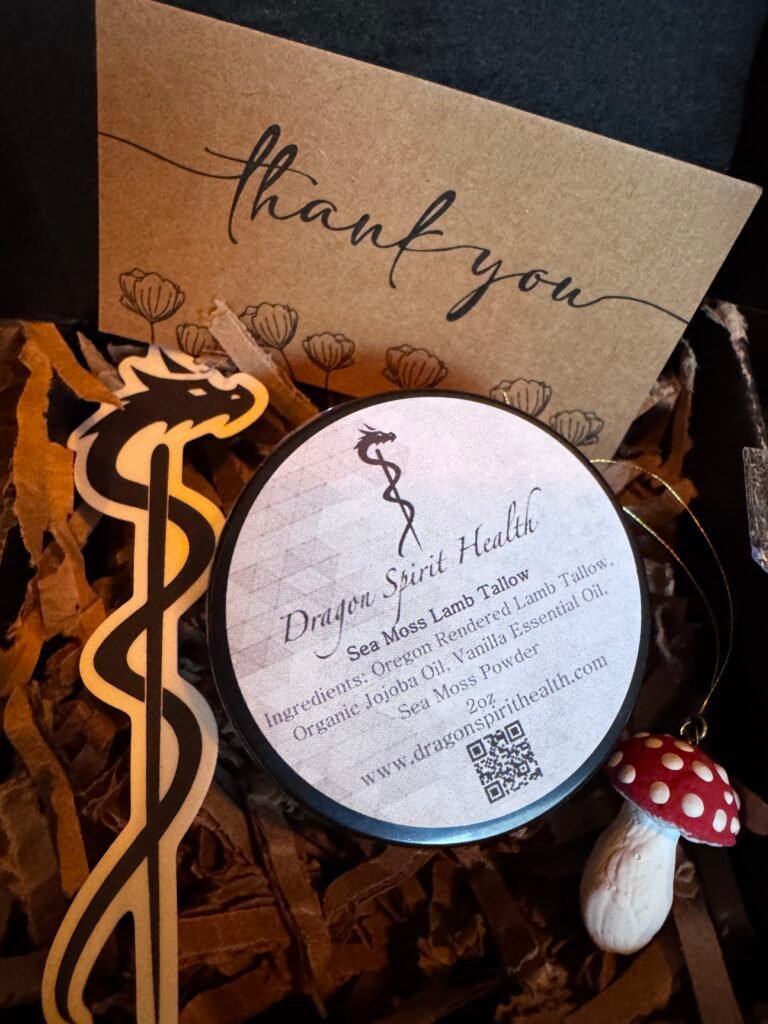 thank you
Dragon Spirit Health
Sea Moss Lamb Tallow
Ingredients: Oregon Rendered Lamb Tallow,
Organic Jojoba Oil, Vanilla Essential Oil,
Sea Moss Powder
2oz
www.dragonspirithealth.com